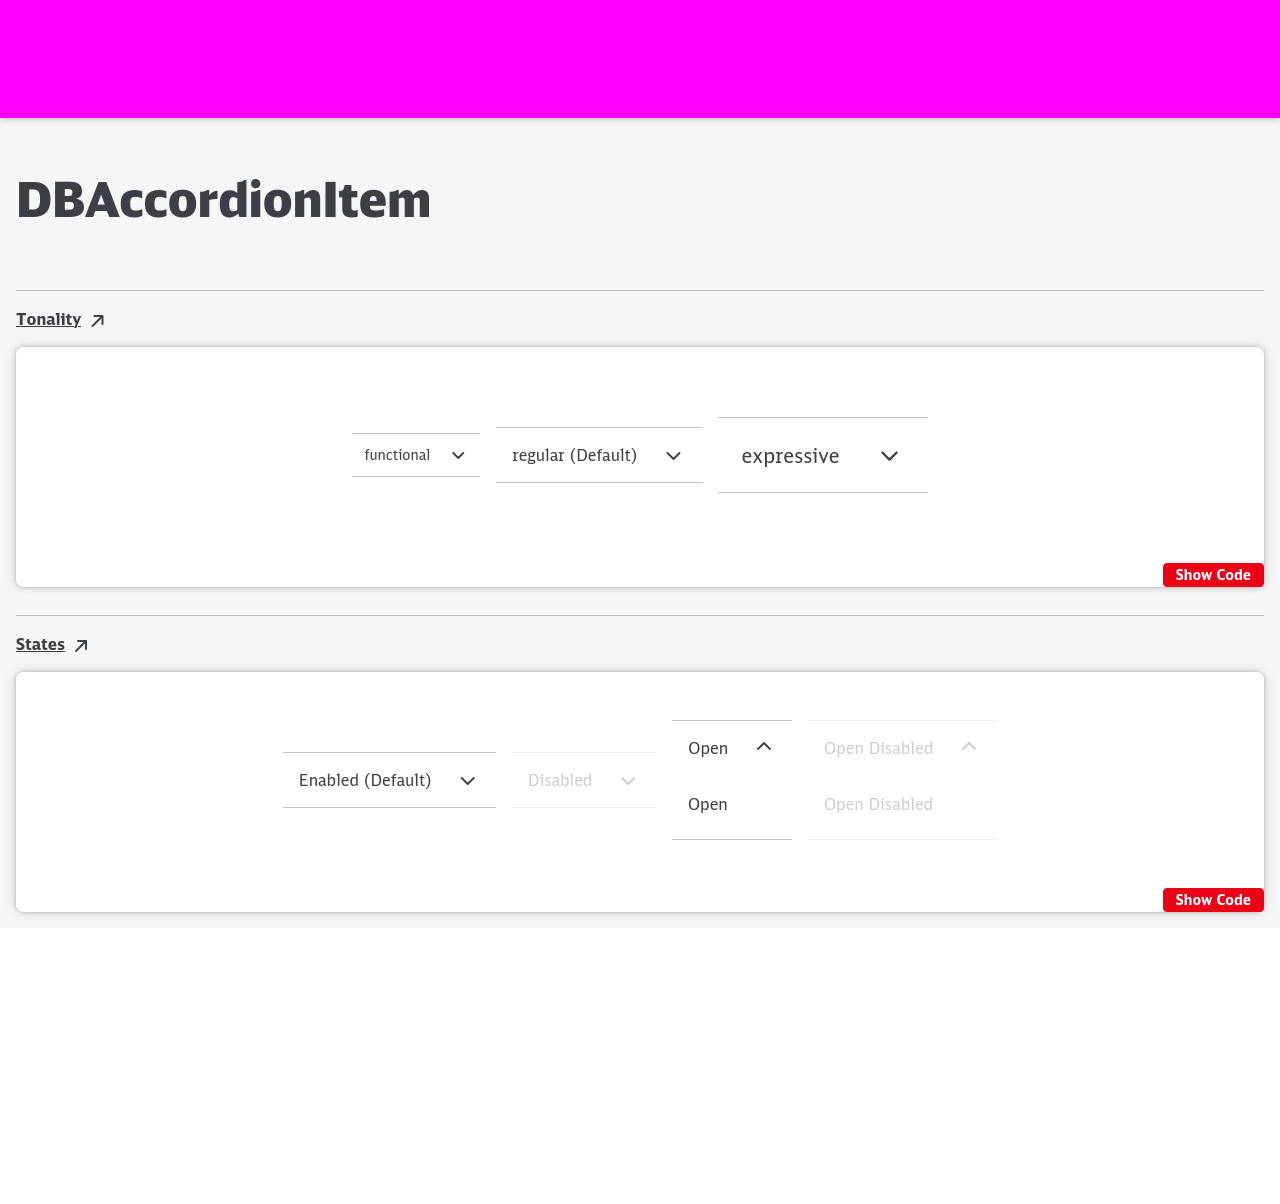 DBAccordionItem
Tonality
functional
regular (Default)
expressive
Show Code
States
Enabled (Default)
Disabled
Open
Open Disabled
Open
Open Disabled
Show Code